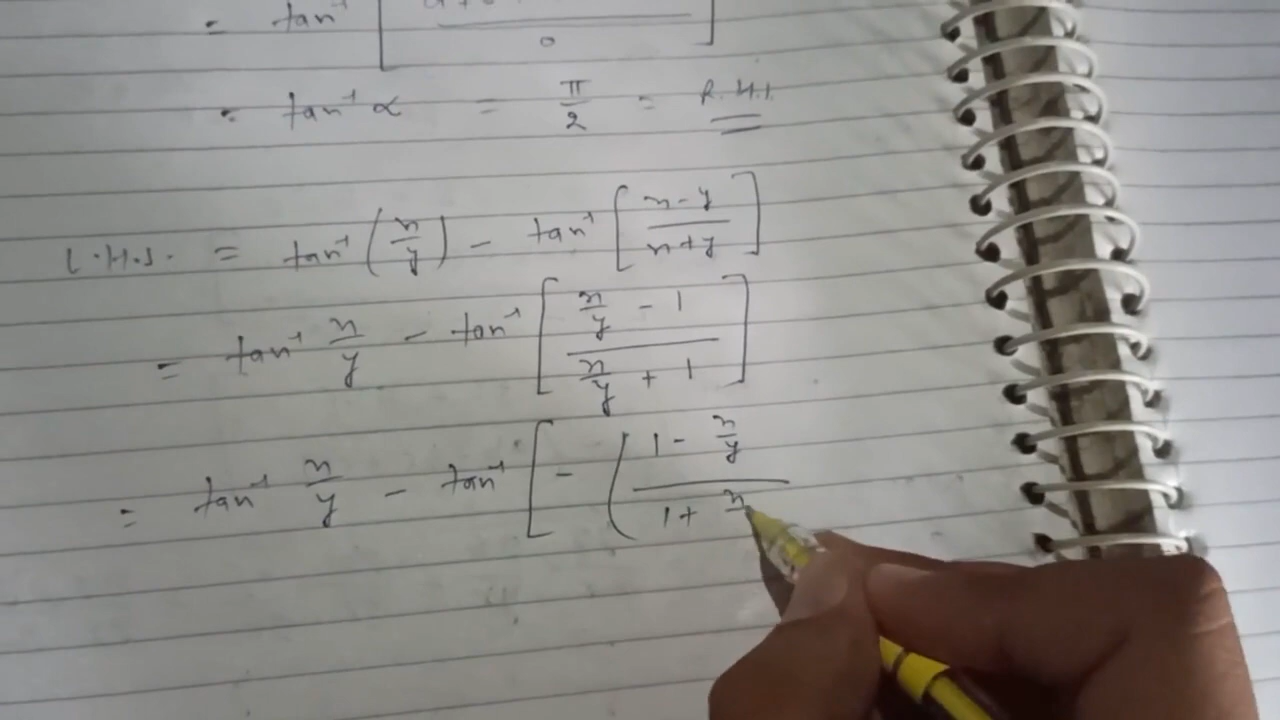 = tan⁻¹ [ / 0 ]
= tan⁻¹ ∝ = π/2 = R.H.S.
L.H.S. = tan⁻¹ (x/y) - tan⁻¹ [(x-y)/(x+y)]
= tan⁻¹ x/y - tan⁻¹ [(x/y - 1)/(x/y + 1)]
= tan⁻¹ x/y - tan⁻¹ [- ((1 - x/y)/(1 + x